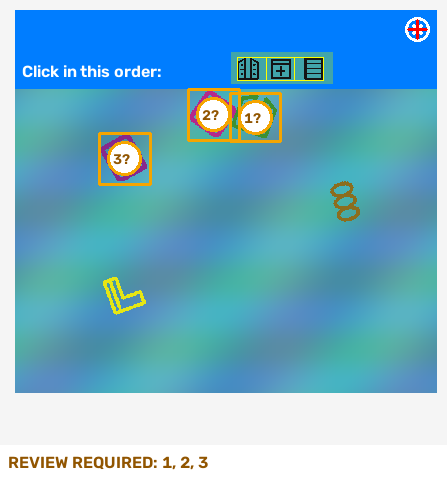 Click in this order:
2?
1?
3?
REVIEW REQUIRED: 1, 2, 3